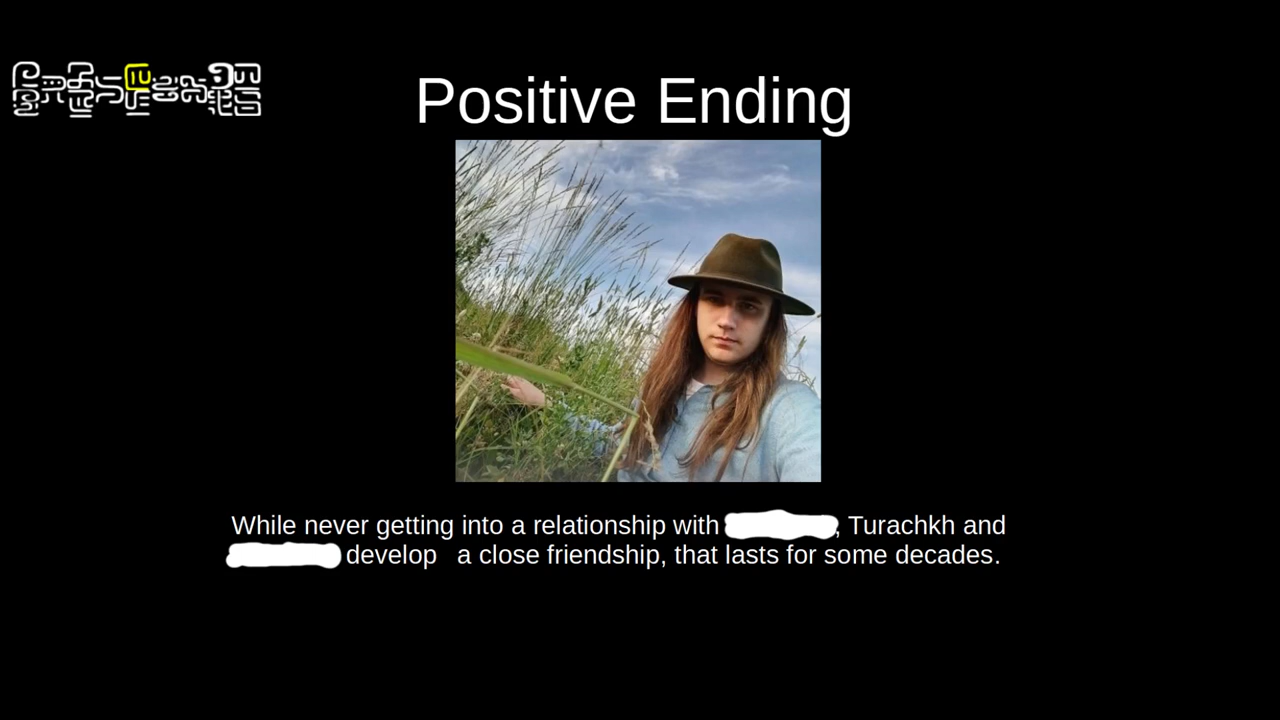 Positive Ending
While never getting into a relationship with , Turachkh and
develop a close friendship, that lasts for some decades.